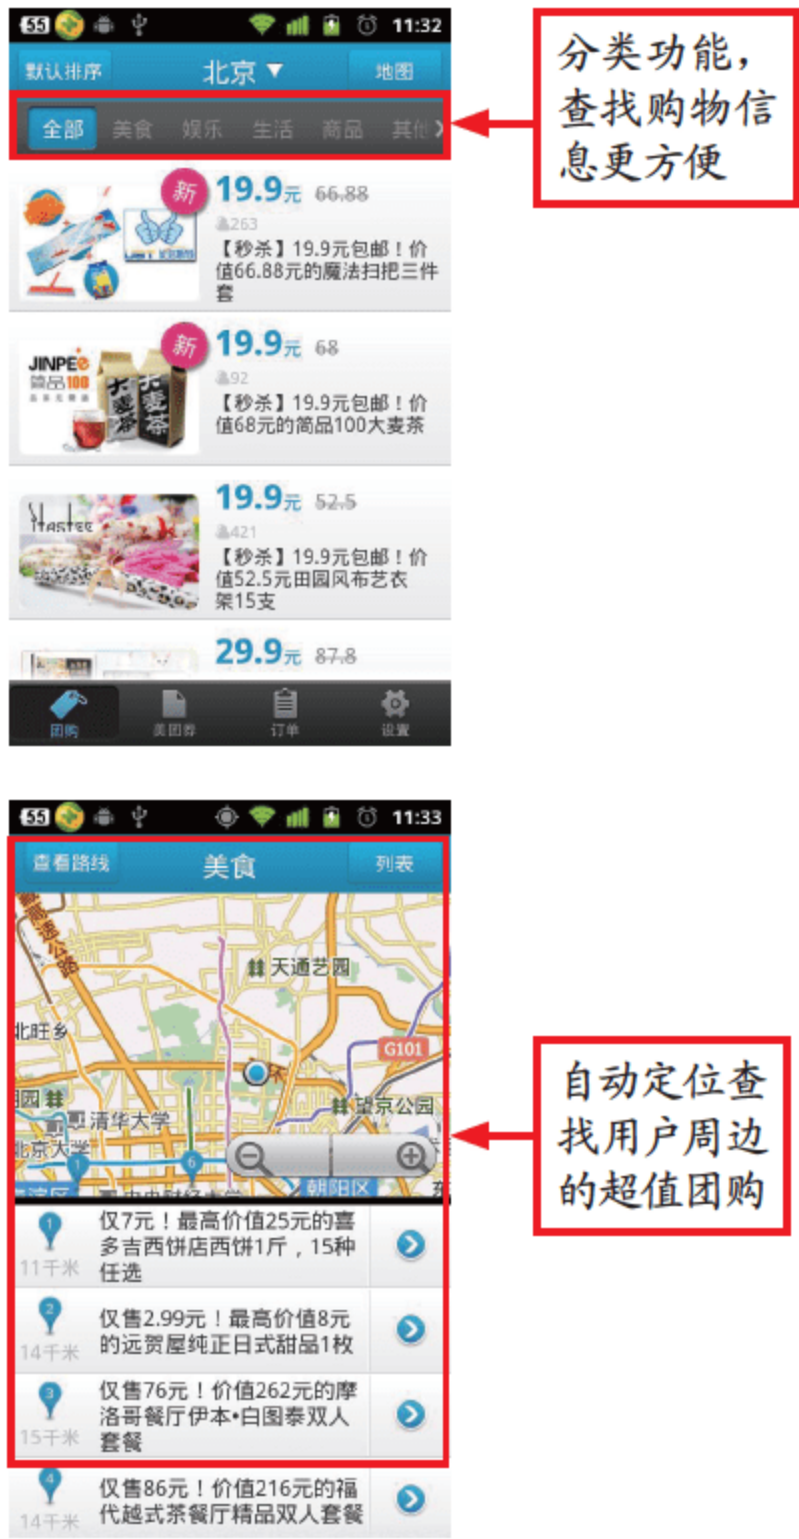 55
11:32
默认排序
北京
地图
全部
美食
娱乐
生活
商品
其他
分类功能，
查找购物信
息更方便
新
19.9元 66.88
263
【秒杀】19.9元包邮！价
值66.88元的魔法扫把三件
套
JINPEE
简品100
大麦茶
大麦茶
新
19.9元 68
92
【秒杀】19.9元包邮！价
值68元的简品100大麦茶
19.9元 52.5
421
【秒杀】19.9元包邮！价
值52.5元田园风布艺衣
架15支
29.9元 87.8
团购
美团券
订单
设置
55
11:33
查看路线
美食
列表
高速公路
天通艺园
北旺乡
G101
望京公园
清华大学
北京大学
1
6
朝阳区
自动定位查
找用户周边
的超值团购
1
11千米
仅7元！最高价值25元的喜
多吉西饼店西饼1斤，15种
任选
2
14千米
仅售2.99元！最高价值8元
的远贺屋纯正日式甜品1枚
3
15千米
仅售76元！价值262元的摩
洛哥餐厅伊本•白图泰双人
套餐
4
14千米
仅售86元！价值216元的福
代越式茶餐厅精品双人套餐